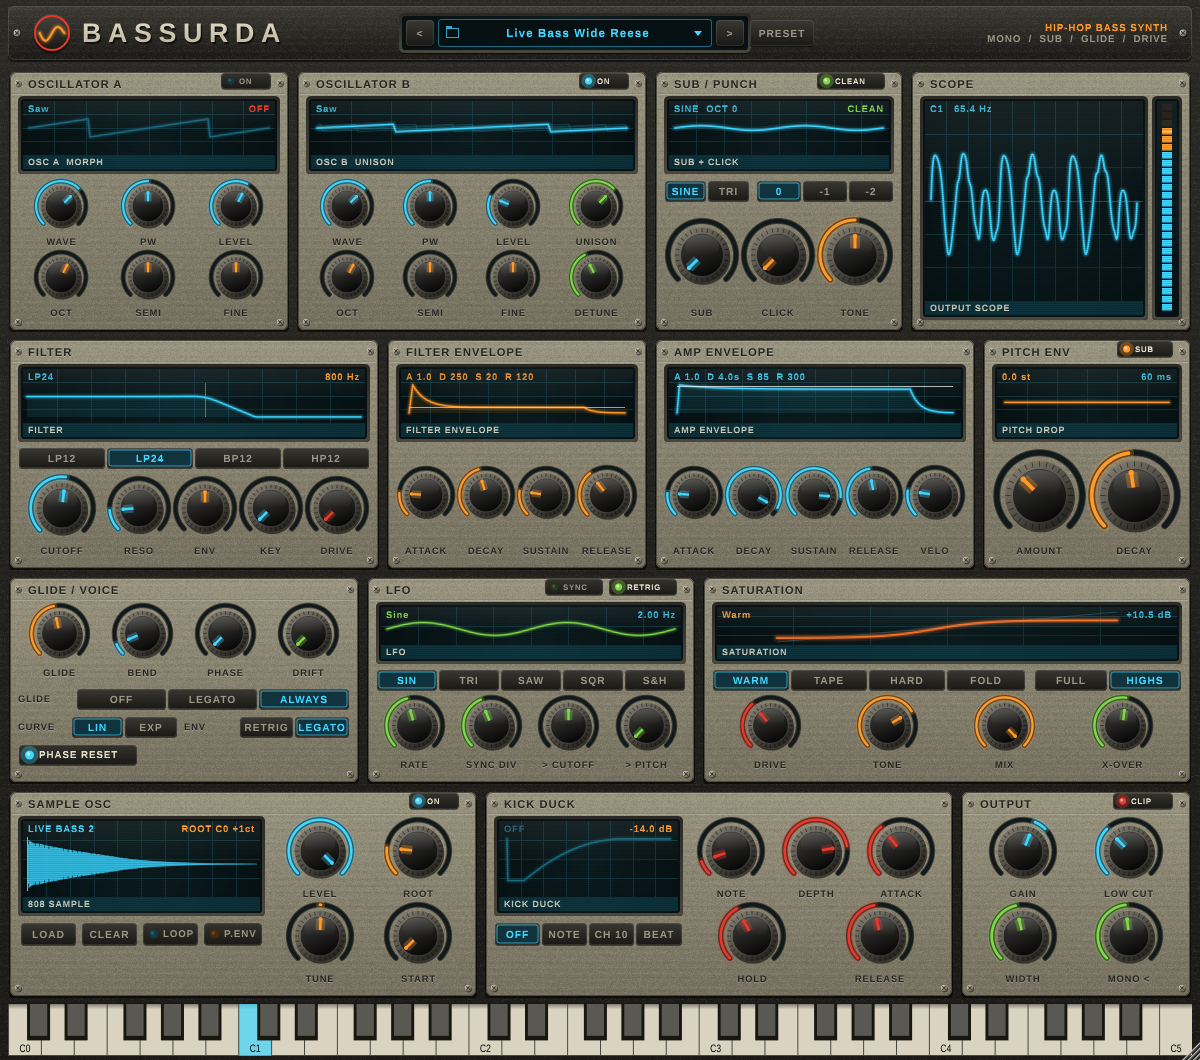 BASSURDA
< Live Bass Wide Reese > PRESET
HIP-HOP BASS SYNTH
MONO / SUB / GLIDE / DRIVE
OSCILLATOR A ON
Saw OFF
OSC A MORPH
WAVE PW LEVEL
OCT SEMI FINE
OSCILLATOR B ON
Saw
OSC B UNISON
WAVE PW LEVEL UNISON
OCT SEMI FINE DETUNE
SUB / PUNCH CLEAN
SINE OCT 0 CLEAN
SUB + CLICK
SINE TRI 0 -1 -2
SUB CLICK TONE
SCOPE
C1 65.4 Hz
OUTPUT SCOPE
FILTER
LP24 800 Hz
FILTER
LP12 LP24 BP12 HP12
CUTOFF RESO ENV KEY DRIVE
FILTER ENVELOPE
A 1.0 D 250 S 20 R 120
FILTER ENVELOPE
ATTACK DECAY SUSTAIN RELEASE
AMP ENVELOPE
A 1.0 D 4.0s S 85 R 300
AMP ENVELOPE
ATTACK DECAY SUSTAIN RELEASE VELO
PITCH ENV SUB
0.0 st 60 ms
PITCH DROP
AMOUNT DECAY
GLIDE / VOICE
GLIDE BEND PHASE DRIFT
GLIDE OFF LEGATO ALWAYS
CURVE LIN EXP ENV RETRIG LEGATO
PHASE RESET
LFO SYNC RETRIG
Sine 2.00 Hz
LFO
SIN TRI SAW SQR S&H
RATE SYNC DIV > CUTOFF > PITCH
SATURATION
Warm +10.5 dB
SATURATION
WARM TAPE HARD FOLD FULL HIGHS
DRIVE TONE MIX X-OVER
SAMPLE OSC ON
LIVE BASS 2 ROOT C0 +1ct
808 SAMPLE
LOAD CLEAR LOOP P.ENV
LEVEL ROOT
TUNE START
KICK DUCK
OFF -14.0 dB
KICK DUCK
OFF NOTE CH 10 BEAT
NOTE DEPTH ATTACK
HOLD RELEASE
OUTPUT CLIP
GAIN LOW CUT
WIDTH MONO <
C0 C1 C2 C3 C4 C5